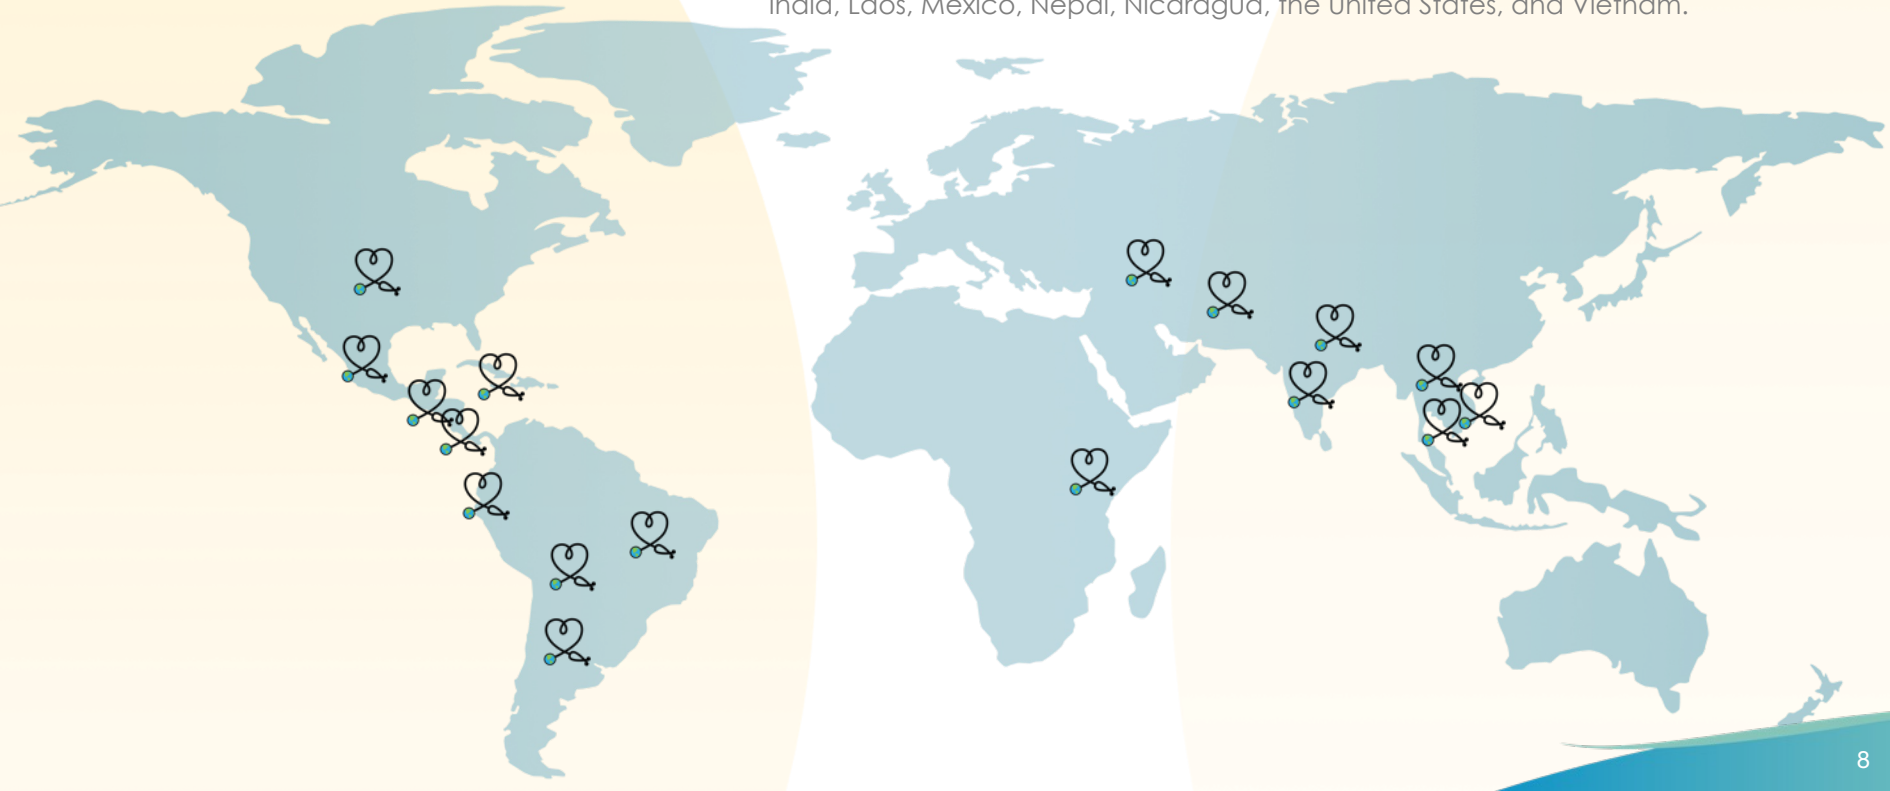 India, Laos, Mexico, Nepal, Nicaragua, the United States, and Vietnam.
8